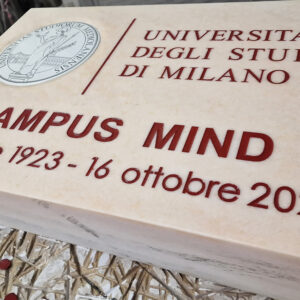 UNIVERSITA
DEGLI STU
DI MILANO
AMPUS MIND
1923 - 16 ottobre 20